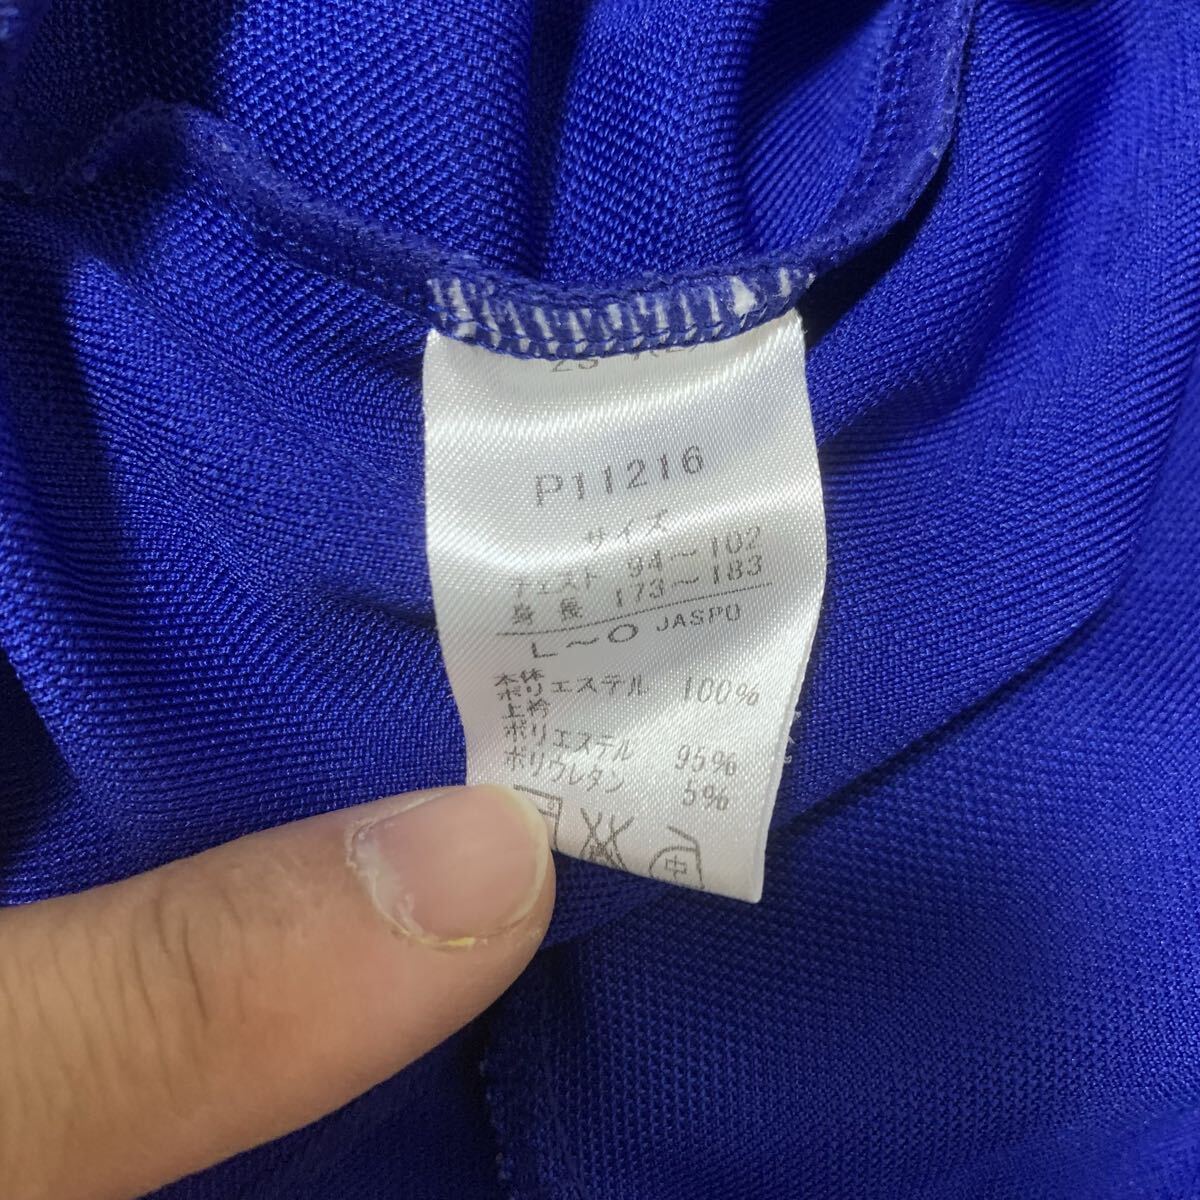 P11216
サイズ
チェスト 94～102
身長 173～183
L～O JASPO
本体
ポリエステル 100%
上衿
ポリエステル 95%
ポリウレタン 5%
中